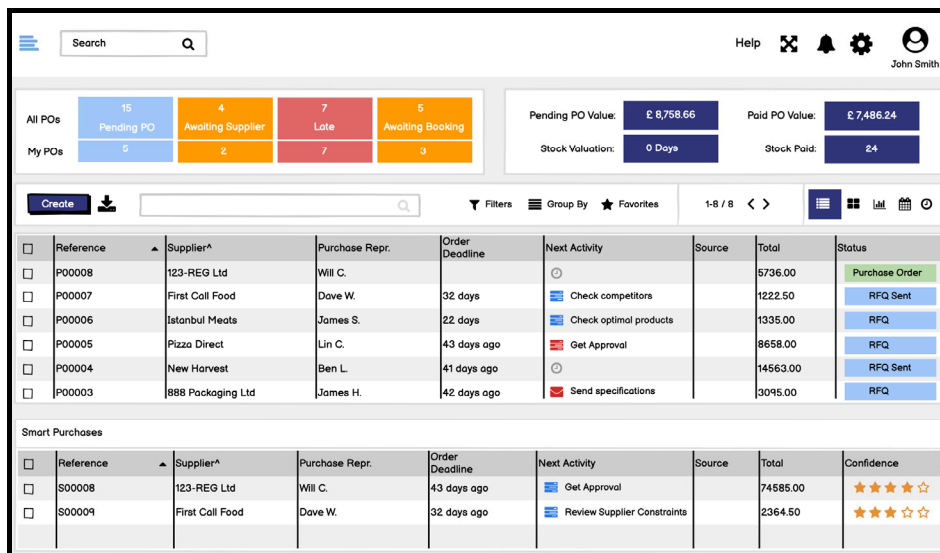 Search
Help
John Smith
All POs 15 Pending PO 4 Awaiting Supplier 7 Late 5 Awaiting Booking
My POs 5 2 7 3
Pending PO Value: £ 8,758.66 Paid PO Value: £ 7,486.24
Stock Valuation: 0 Days Stock Paid: 24
Create Filters Group By Favorites 1-8 / 8
Reference Supplier^ Purchase Repr. Order Deadline Next Activity Source Total Status
P00008 123-REG Ltd Will C. 5736.00 Purchase Order
P00007 First Call Food Dave W. 32 days Check competitors 1222.50 RFQ Sent
P00006 Istanbul Meats James S. 22 days Check optimal products 1335.00 RFQ
P00005 Pizza Direct Lin C. 43 days ago Get Approval 8658.00 RFQ
P00004 New Harvest Ben L. 41 days ago 14563.00 RFQ Sent
P00003 888 Packaging Ltd James H. 42 days ago Send specifications 3095.00 RFQ
Smart Purchases
Reference Supplier^ Purchase Repr. Order Deadline Next Activity Source Total Confidence
S00008 123-REG Ltd Will C. 43 days ago Get Approval 74585.00
S00009 First Call Food Dave W. 32 days ago Review Supplier Constraints 2364.50